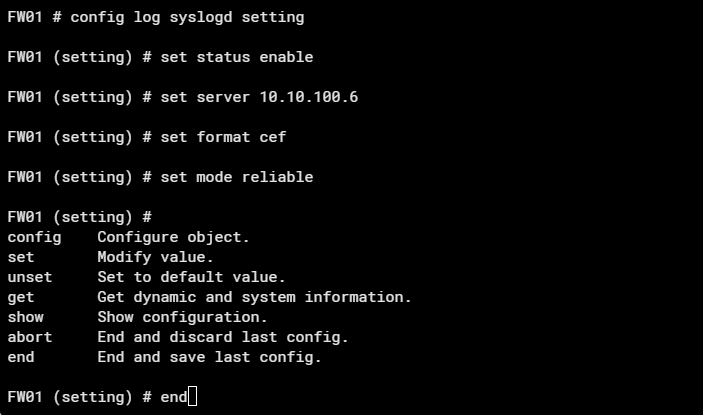 FW01 # config log syslogd setting
FW01 (setting) # set status enable
FW01 (setting) # set server 10.10.100.6
FW01 (setting) # set format cef
FW01 (setting) # set mode reliable
FW01 (setting) #
config    Configure object.
set       Modify value.
unset     Set to default value.
get       Get dynamic and system information.
show      Show configuration.
abort     End and discard last config.
end       End and save last config.
FW01 (setting) # end